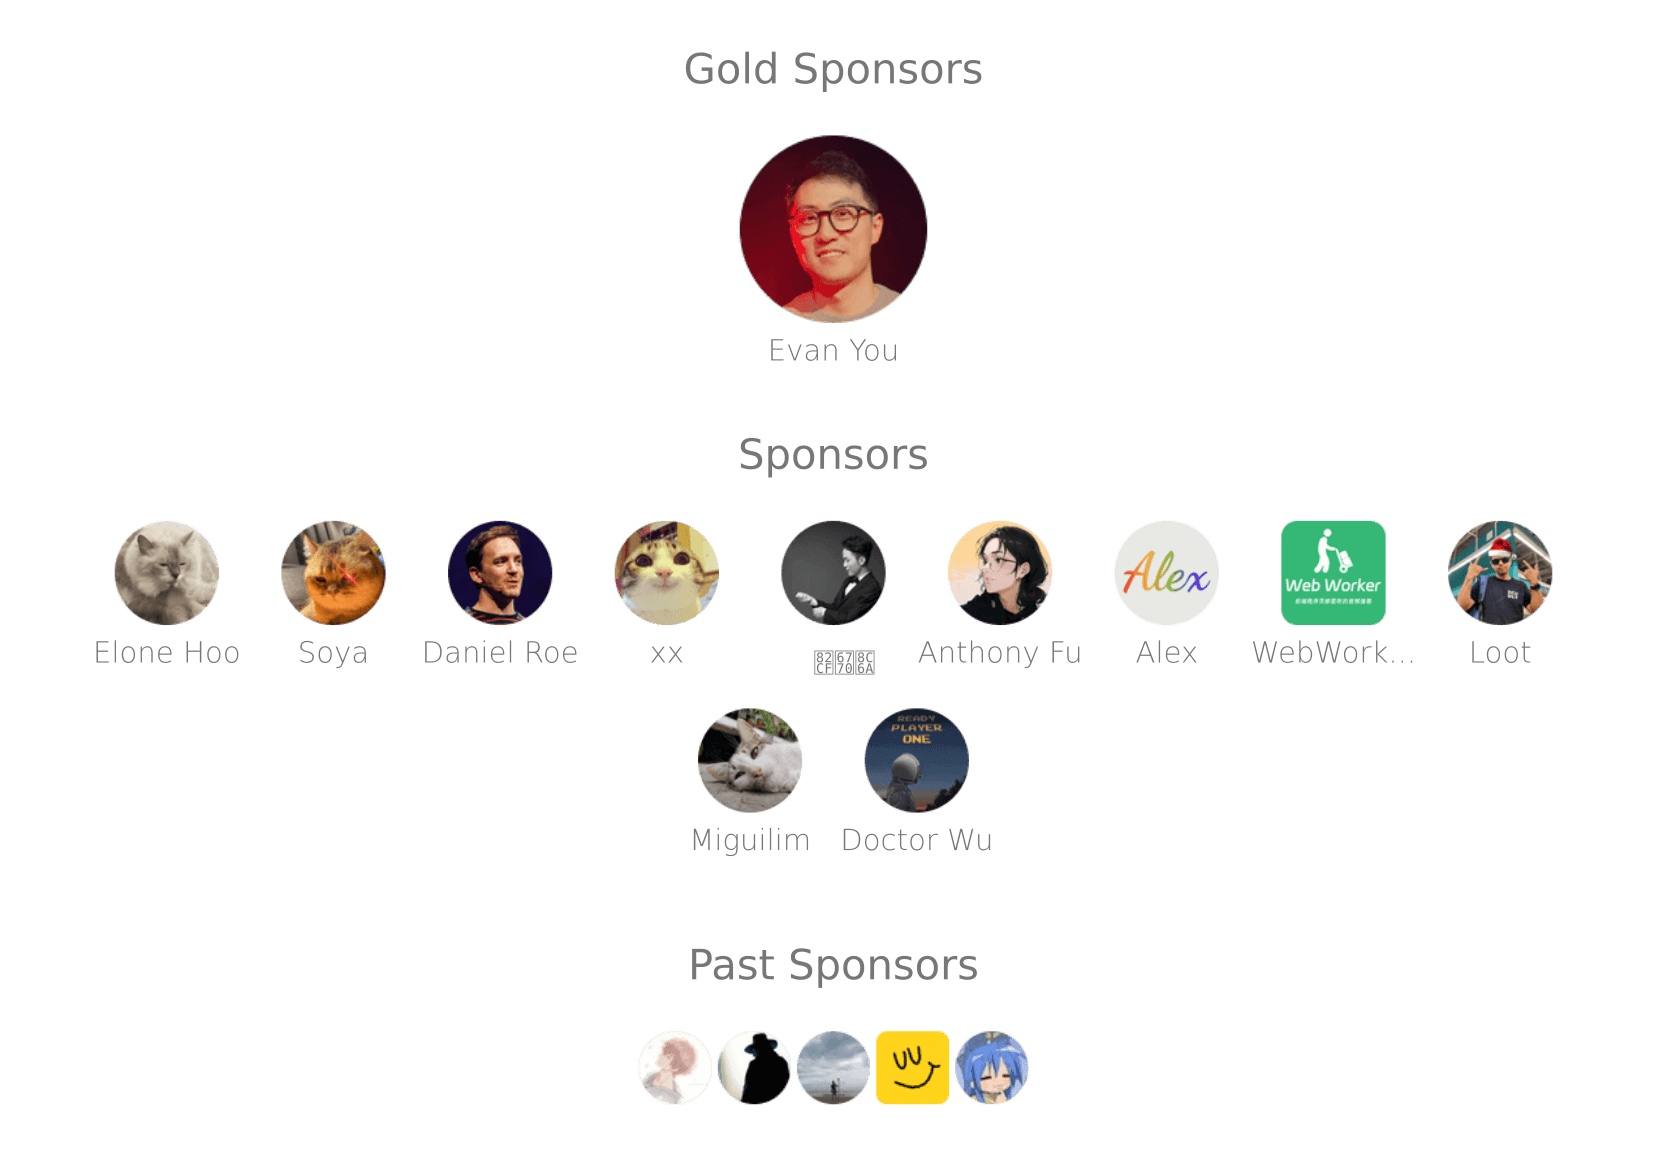 Gold Sponsors
Evan You
Sponsors
Alex
Web Worker
Elone Hoo
Soya
Daniel Roe
xx
Anthony Fu
Alex
WebWork...
Loot
READY
PLAYER
ONE
Miguilim
Doctor Wu
Past Sponsors